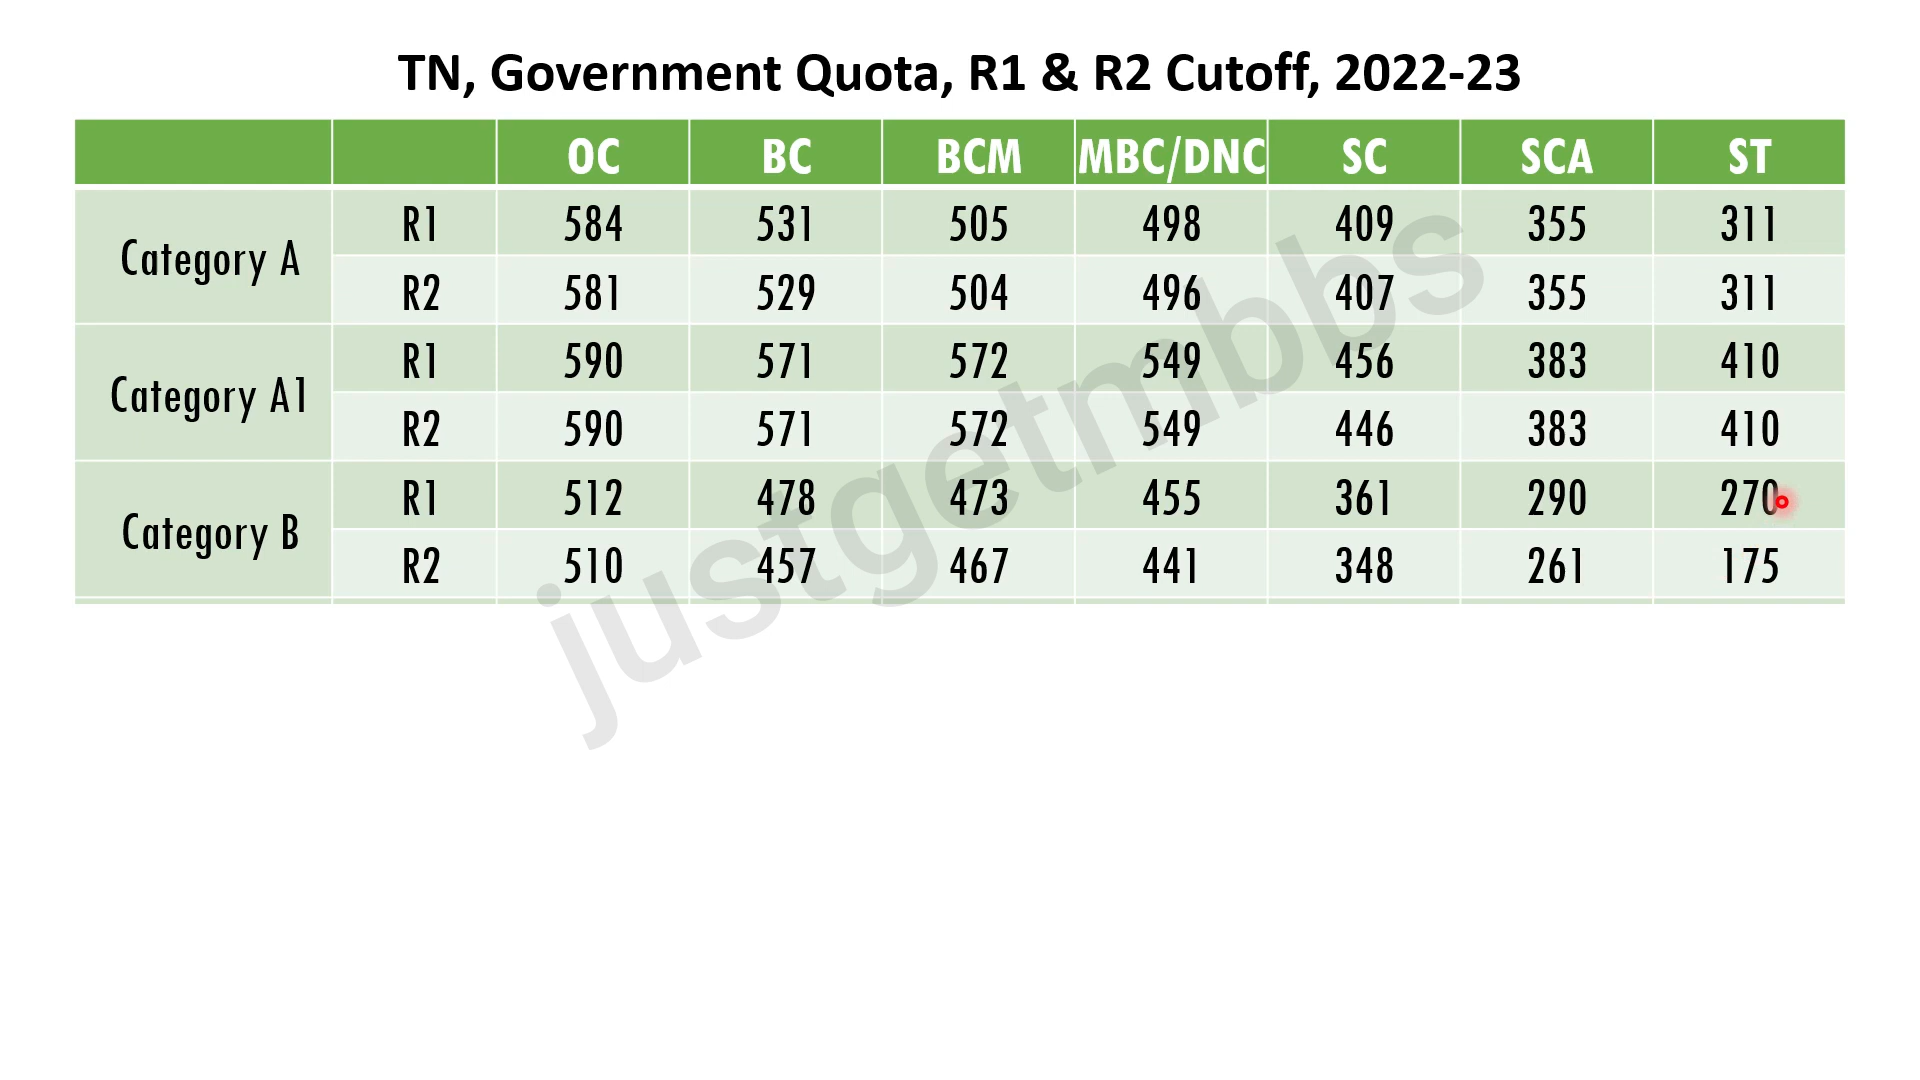 TN, Government Quota, R1 & R2 Cutoff, 2022-23
OC BC BCM MBC/DNC SC SCA ST
Category A
R1 584 531 505 498 409 355 311
R2 581 529 504 496 407 355 311
Category A1
R1 590 571 572 549 456 383 410
R2 590 571 572 549 446 383 410
Category B
R1 512 478 473 455 361 290 270
R2 510 457 467 441 348 261 175
justgetmbbs